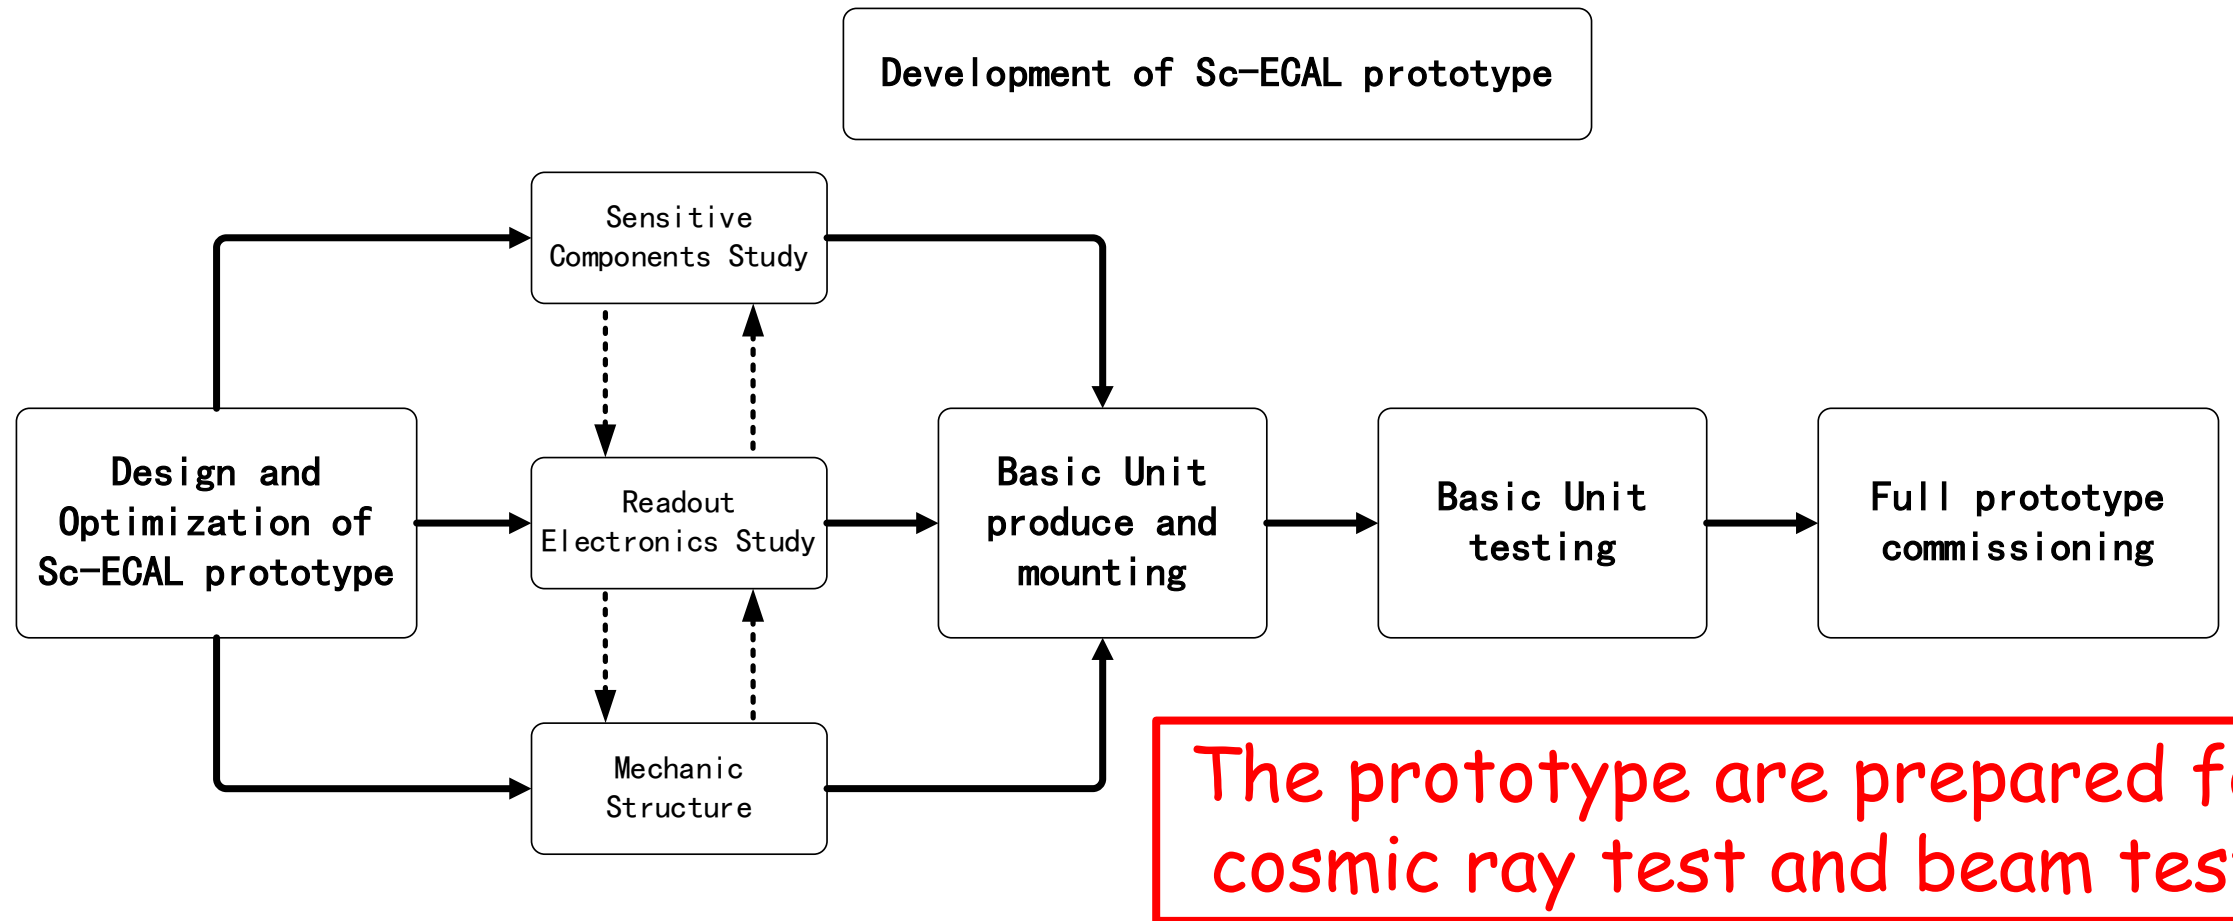 Development of Sc-ECAL prototype
Sensitive
Components Study
Design and
Optimization of
Sc-ECAL prototype
Readout
Electronics Study
Mechanic
Structure
Basic Unit
produce and
mounting
Basic Unit
testing
Full prototype
commissioning
The prototype are prepared
cosmic ray test and beam